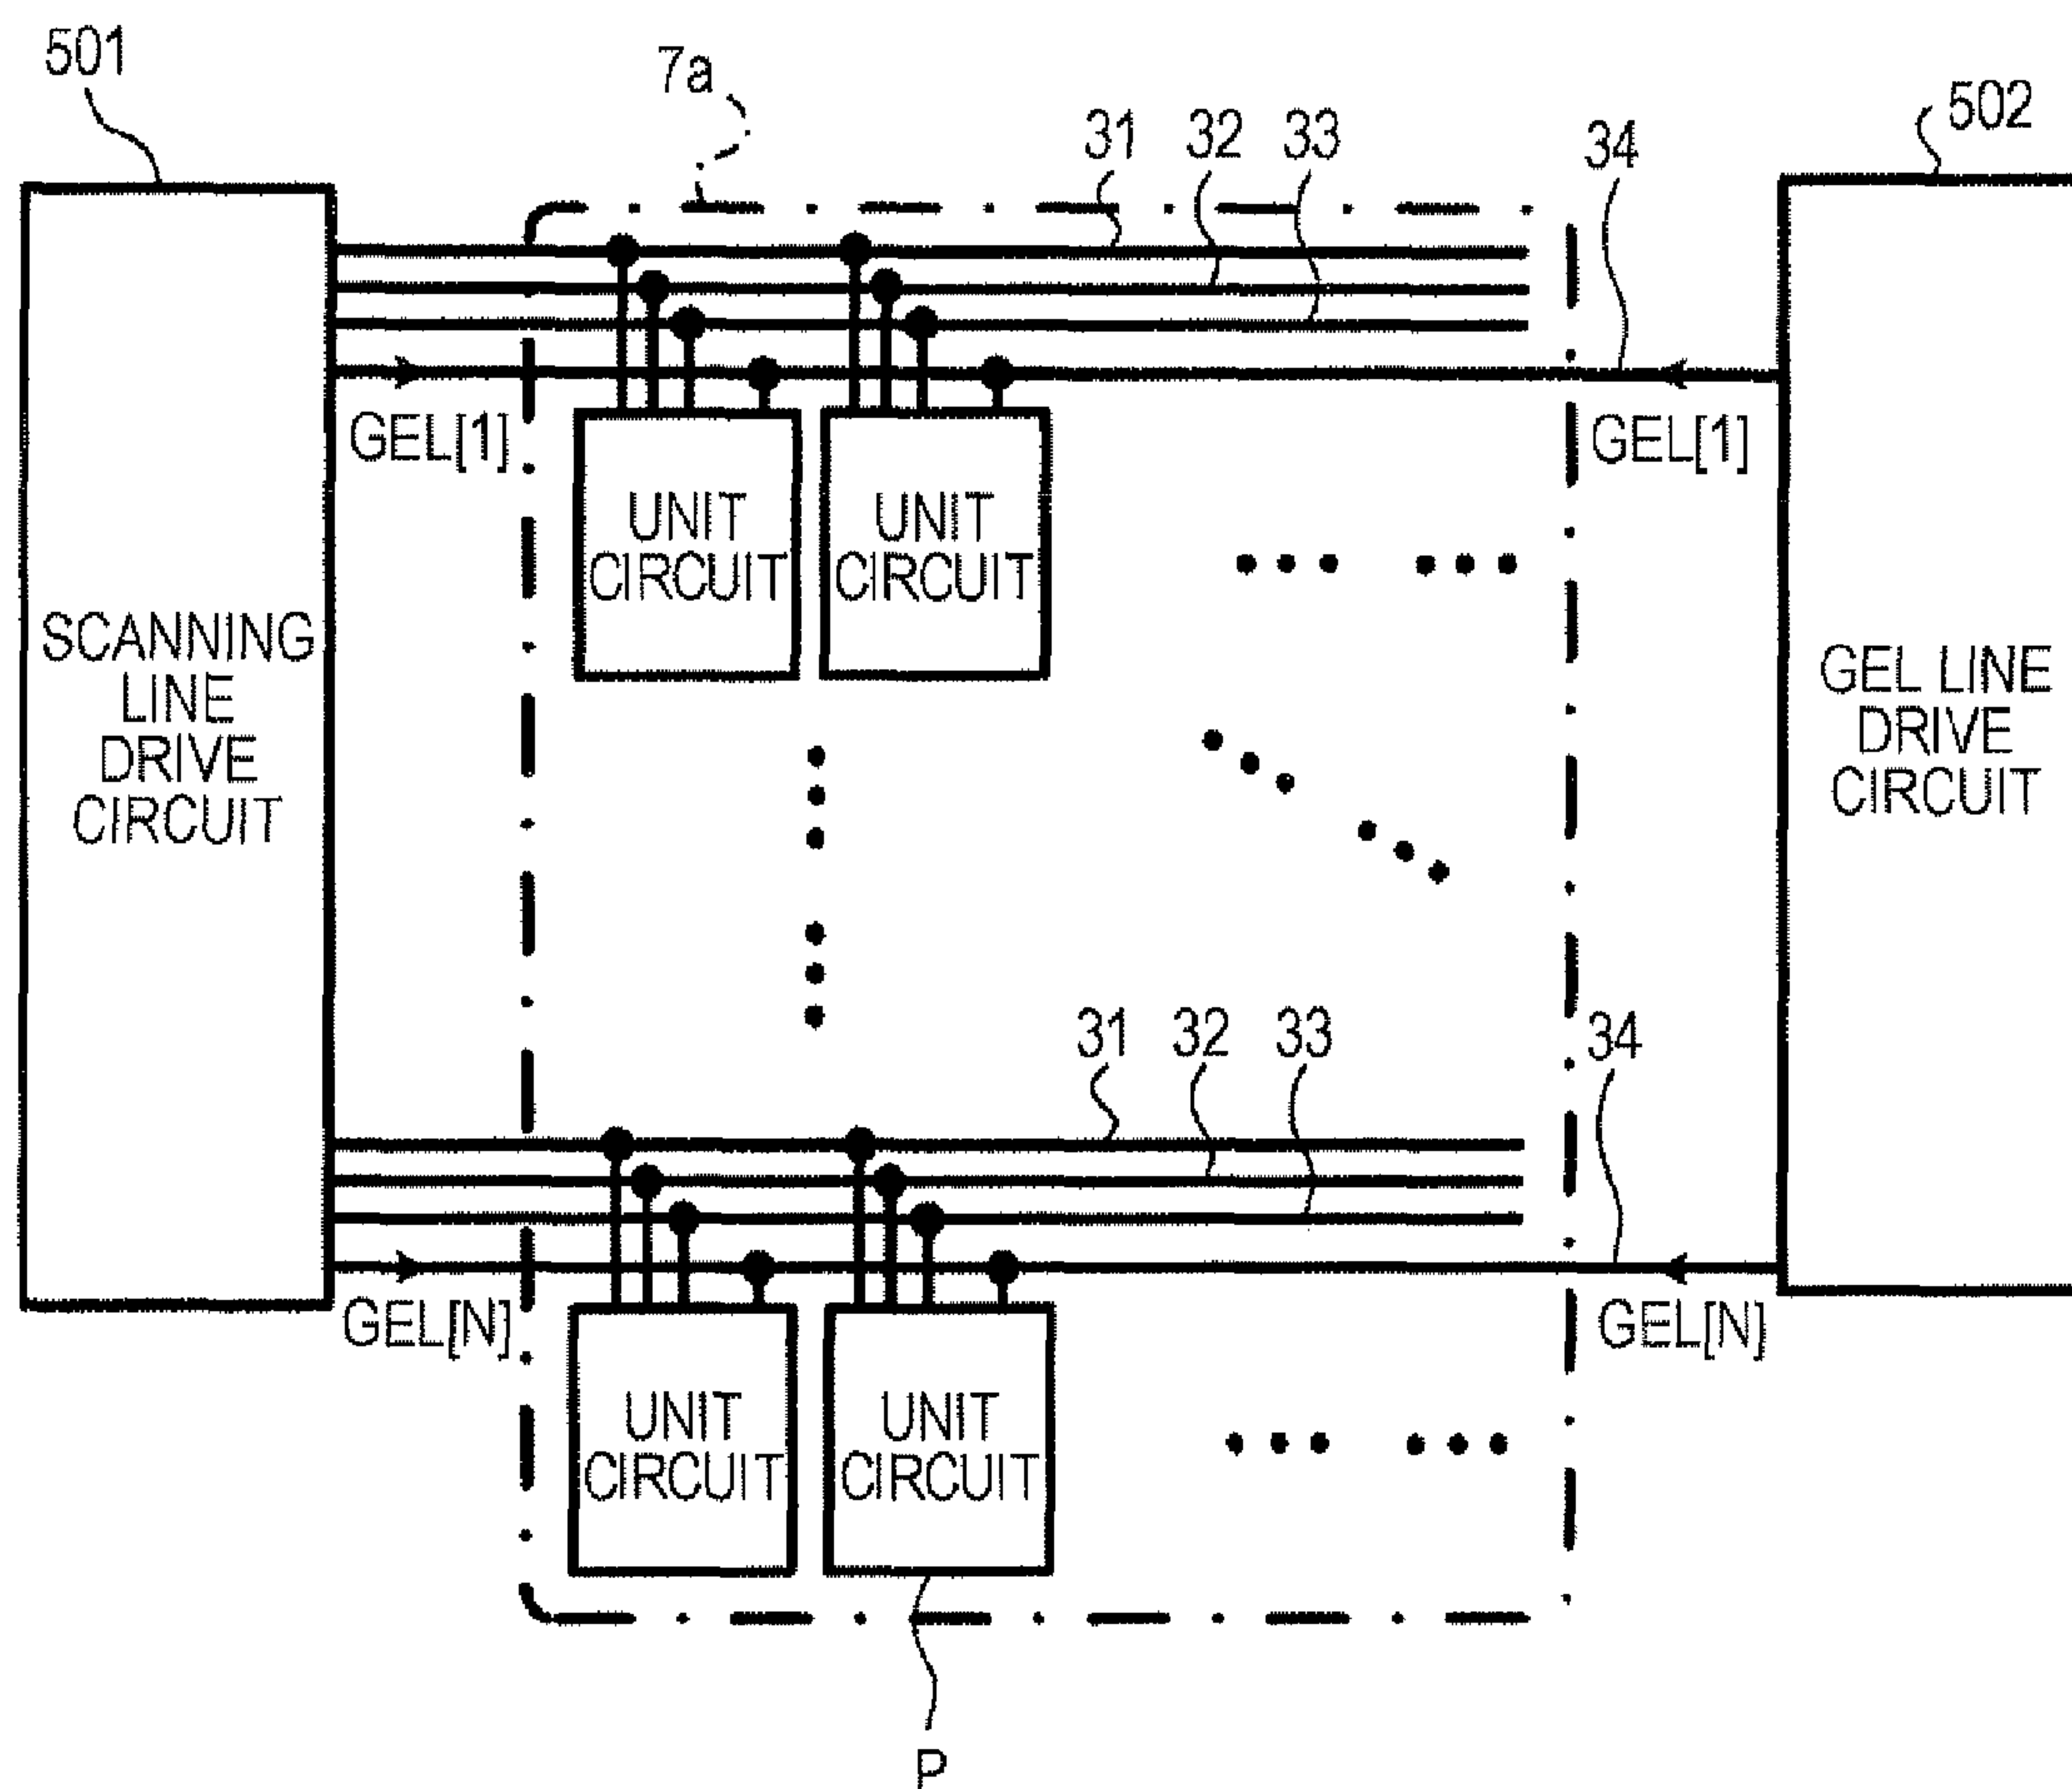 501
7a
31
32
33
34
502
GEL[1]
GEL[1]
UNIT
CIRCUIT
UNIT
CIRCUIT
SCANNING
LINE
DRIVE
CIRCUIT
GEL LINE
DRIVE
CIRCUIT
31
32
33
34
GEL[N]
GEL[N]
UNIT
CIRCUIT
UNIT
CIRCUIT
P